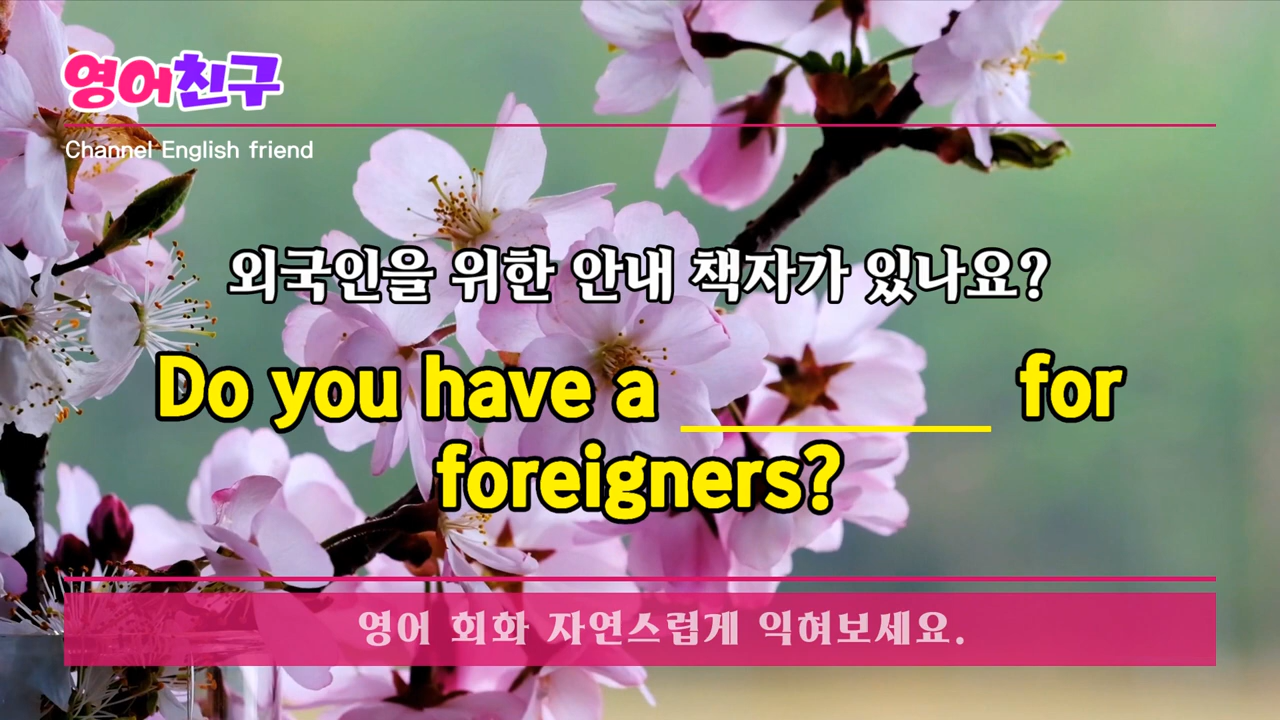 영어친구
Channel English friend
외국인을 위한 안내 책자가 있나요?
Do you have a __________ for
foreigners?
영어 회화 자연스럽게 익혀보세요.